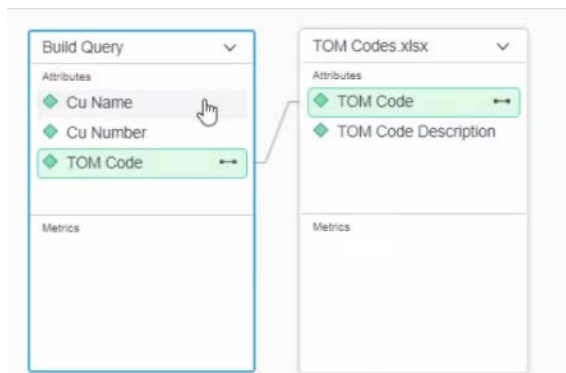 Build Query
Attributes
Cu Name
Cu Number
TOM Code
Metrics
TOM Codes.xlsx
Attributes
TOM Code
TOM Code Description
Metrics